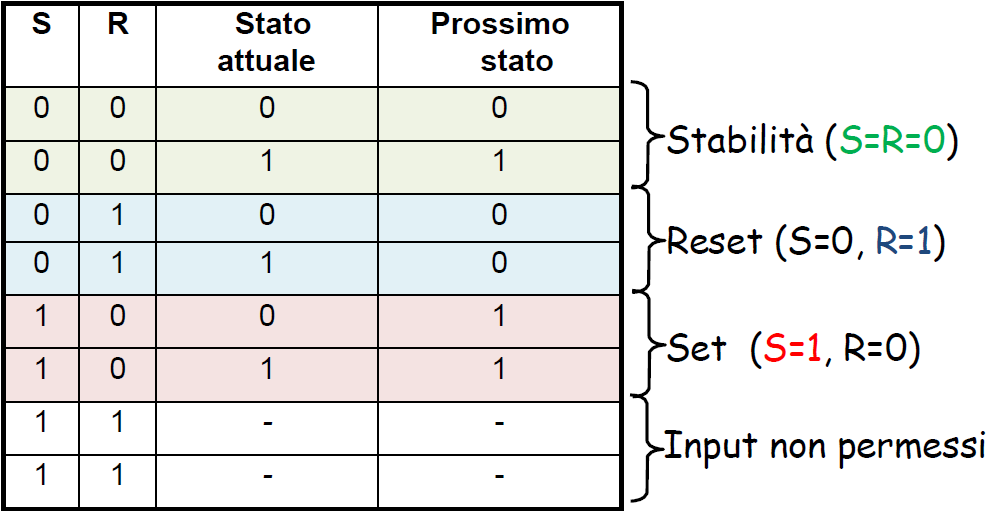 S R Stato attuale Prossimo stato
0 0 0 0
0 0 1 1
Stabilità (S=R=0)
0 1 0 0
0 1 1 0
Reset (S=0, R=1)
1 0 0 1
1 0 1 1
Set (S=1, R=0)
1 1 - -
1 1 - -
Input non permessi